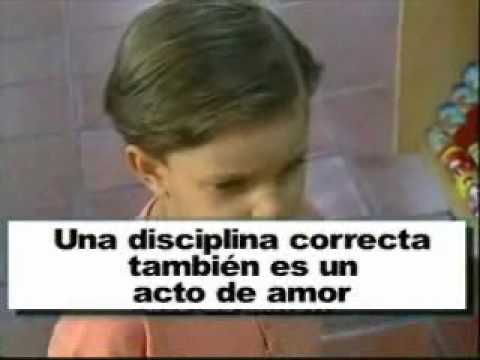 Una disciplina correcta
también es un
acto de amor